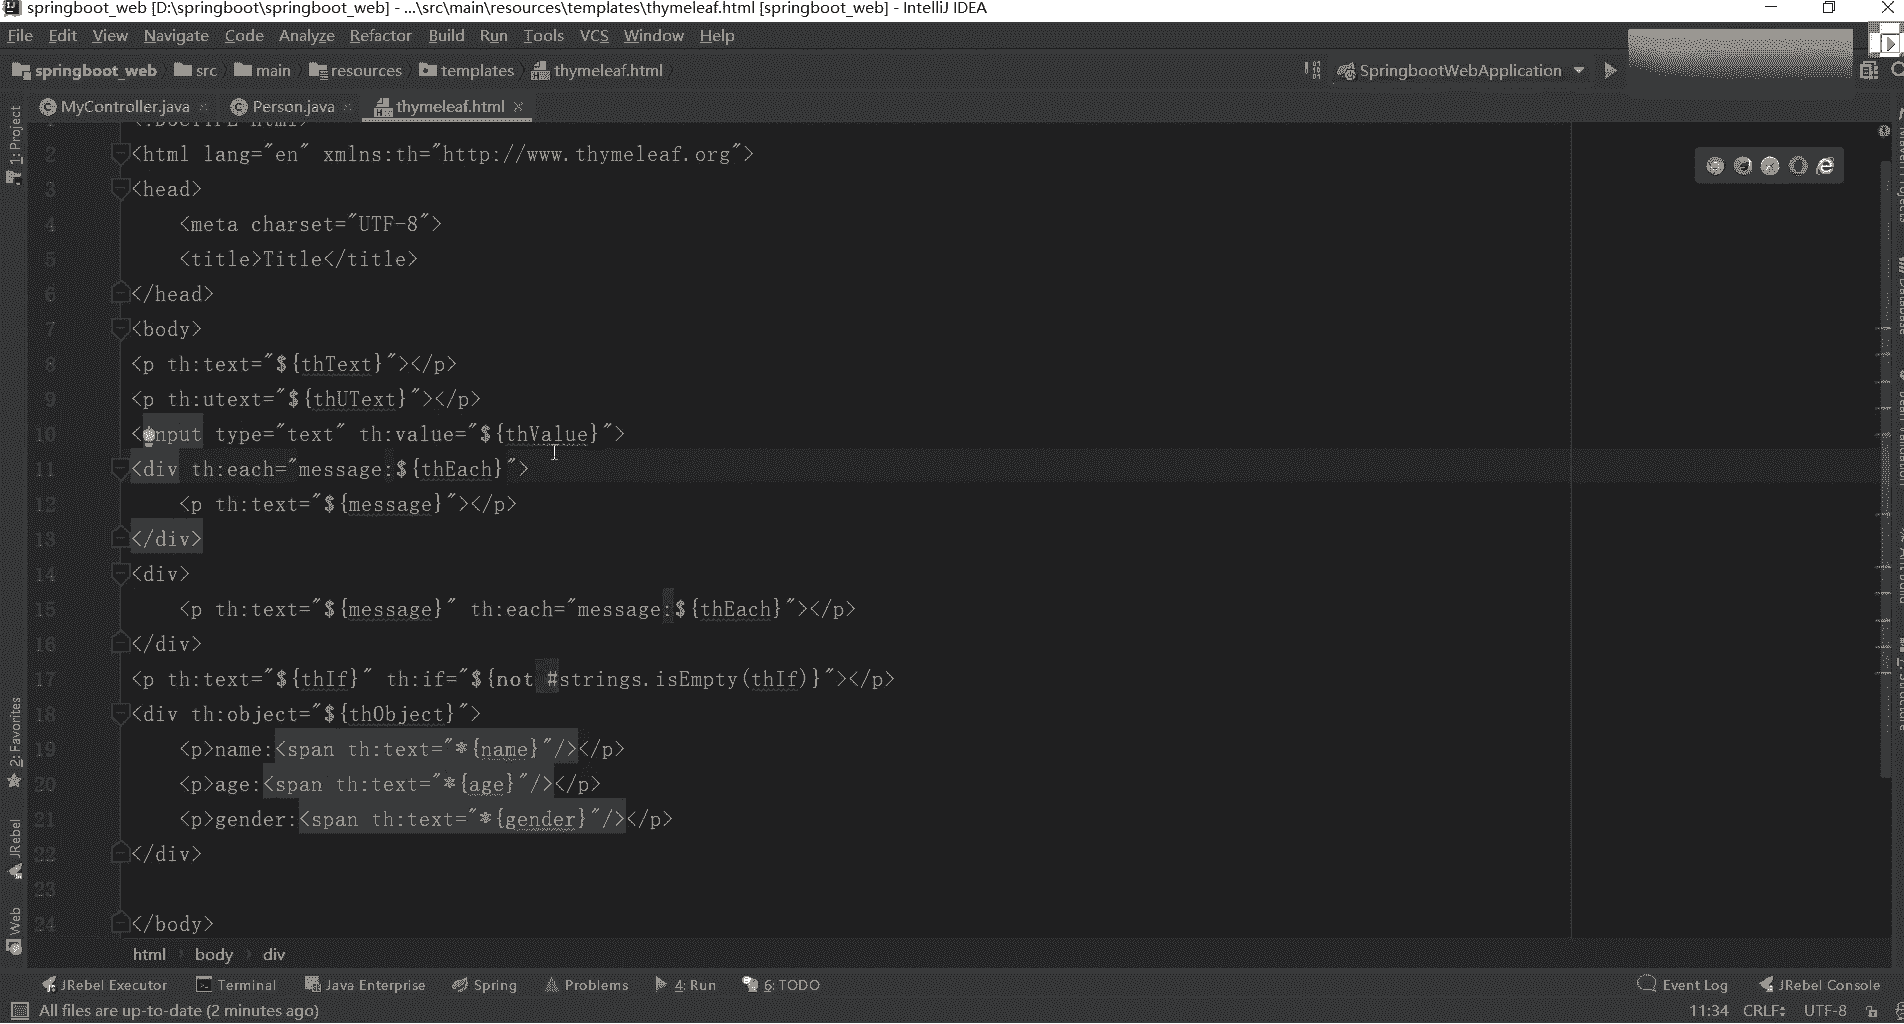 springboot_web [D:\springboot\springboot_web] - ...\src\main\resources\templates\thymeleaf.html [springboot_web] - IntelliJ IDEA
File Edit View Navigate Code Analyze Refactor Build Run Tools VCS Window Help
springboot_web src main resources templates thymeleaf.html SpringbootWebApplication
MyController.java Person.java thymeleaf.html
1: Project
2 <html lang="en" xmlns:th="http://www.thymeleaf.org">
3 <head>
4 <meta charset="UTF-8">
5 <title>Title</title>
6 </head>
7 <body>
8 <p th:text="${thText}"></p>
9 <p th:utext="${thUText}"></p>
10 <input type="text" th:value="${thValue}">
11 <div th:each="message:${thEach}">
12 <p th:text="${message}"></p>
13 </div>
14 <div>
15 <p th:text="${message}" th:each="message:${thEach}"></p>
16 </div>
17 <p th:text="${thIf}" th:if="${not #strings.isEmpty(thIf)}"></p>
18 <div th:object="${thObject}">
19 <p>name:<span th:text="*{name}"/></p>
20 <p>age:<span th:text="*{age}"/></p>
21 <p>gender:<span th:text="*{gender}"/></p>
22 </div>
23
24 </body>
2: Favorites
JRebel
Web
html body div
JRebel Executor Terminal Java Enterprise Spring Problems 4: Run 6: TODO Event Log JRebel Console
All files are up-to-date (2 minutes ago) 11:34 CRLF UTF-8